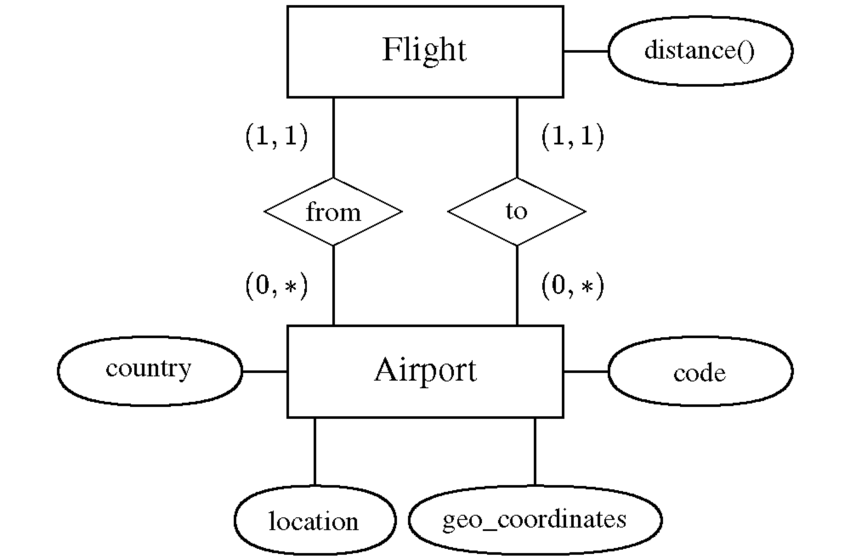 Flight
distance()
(1, 1)
(1, 1)
from
to
(0, *)
(0, *)
country
Airport
code
location
geo_coordinates